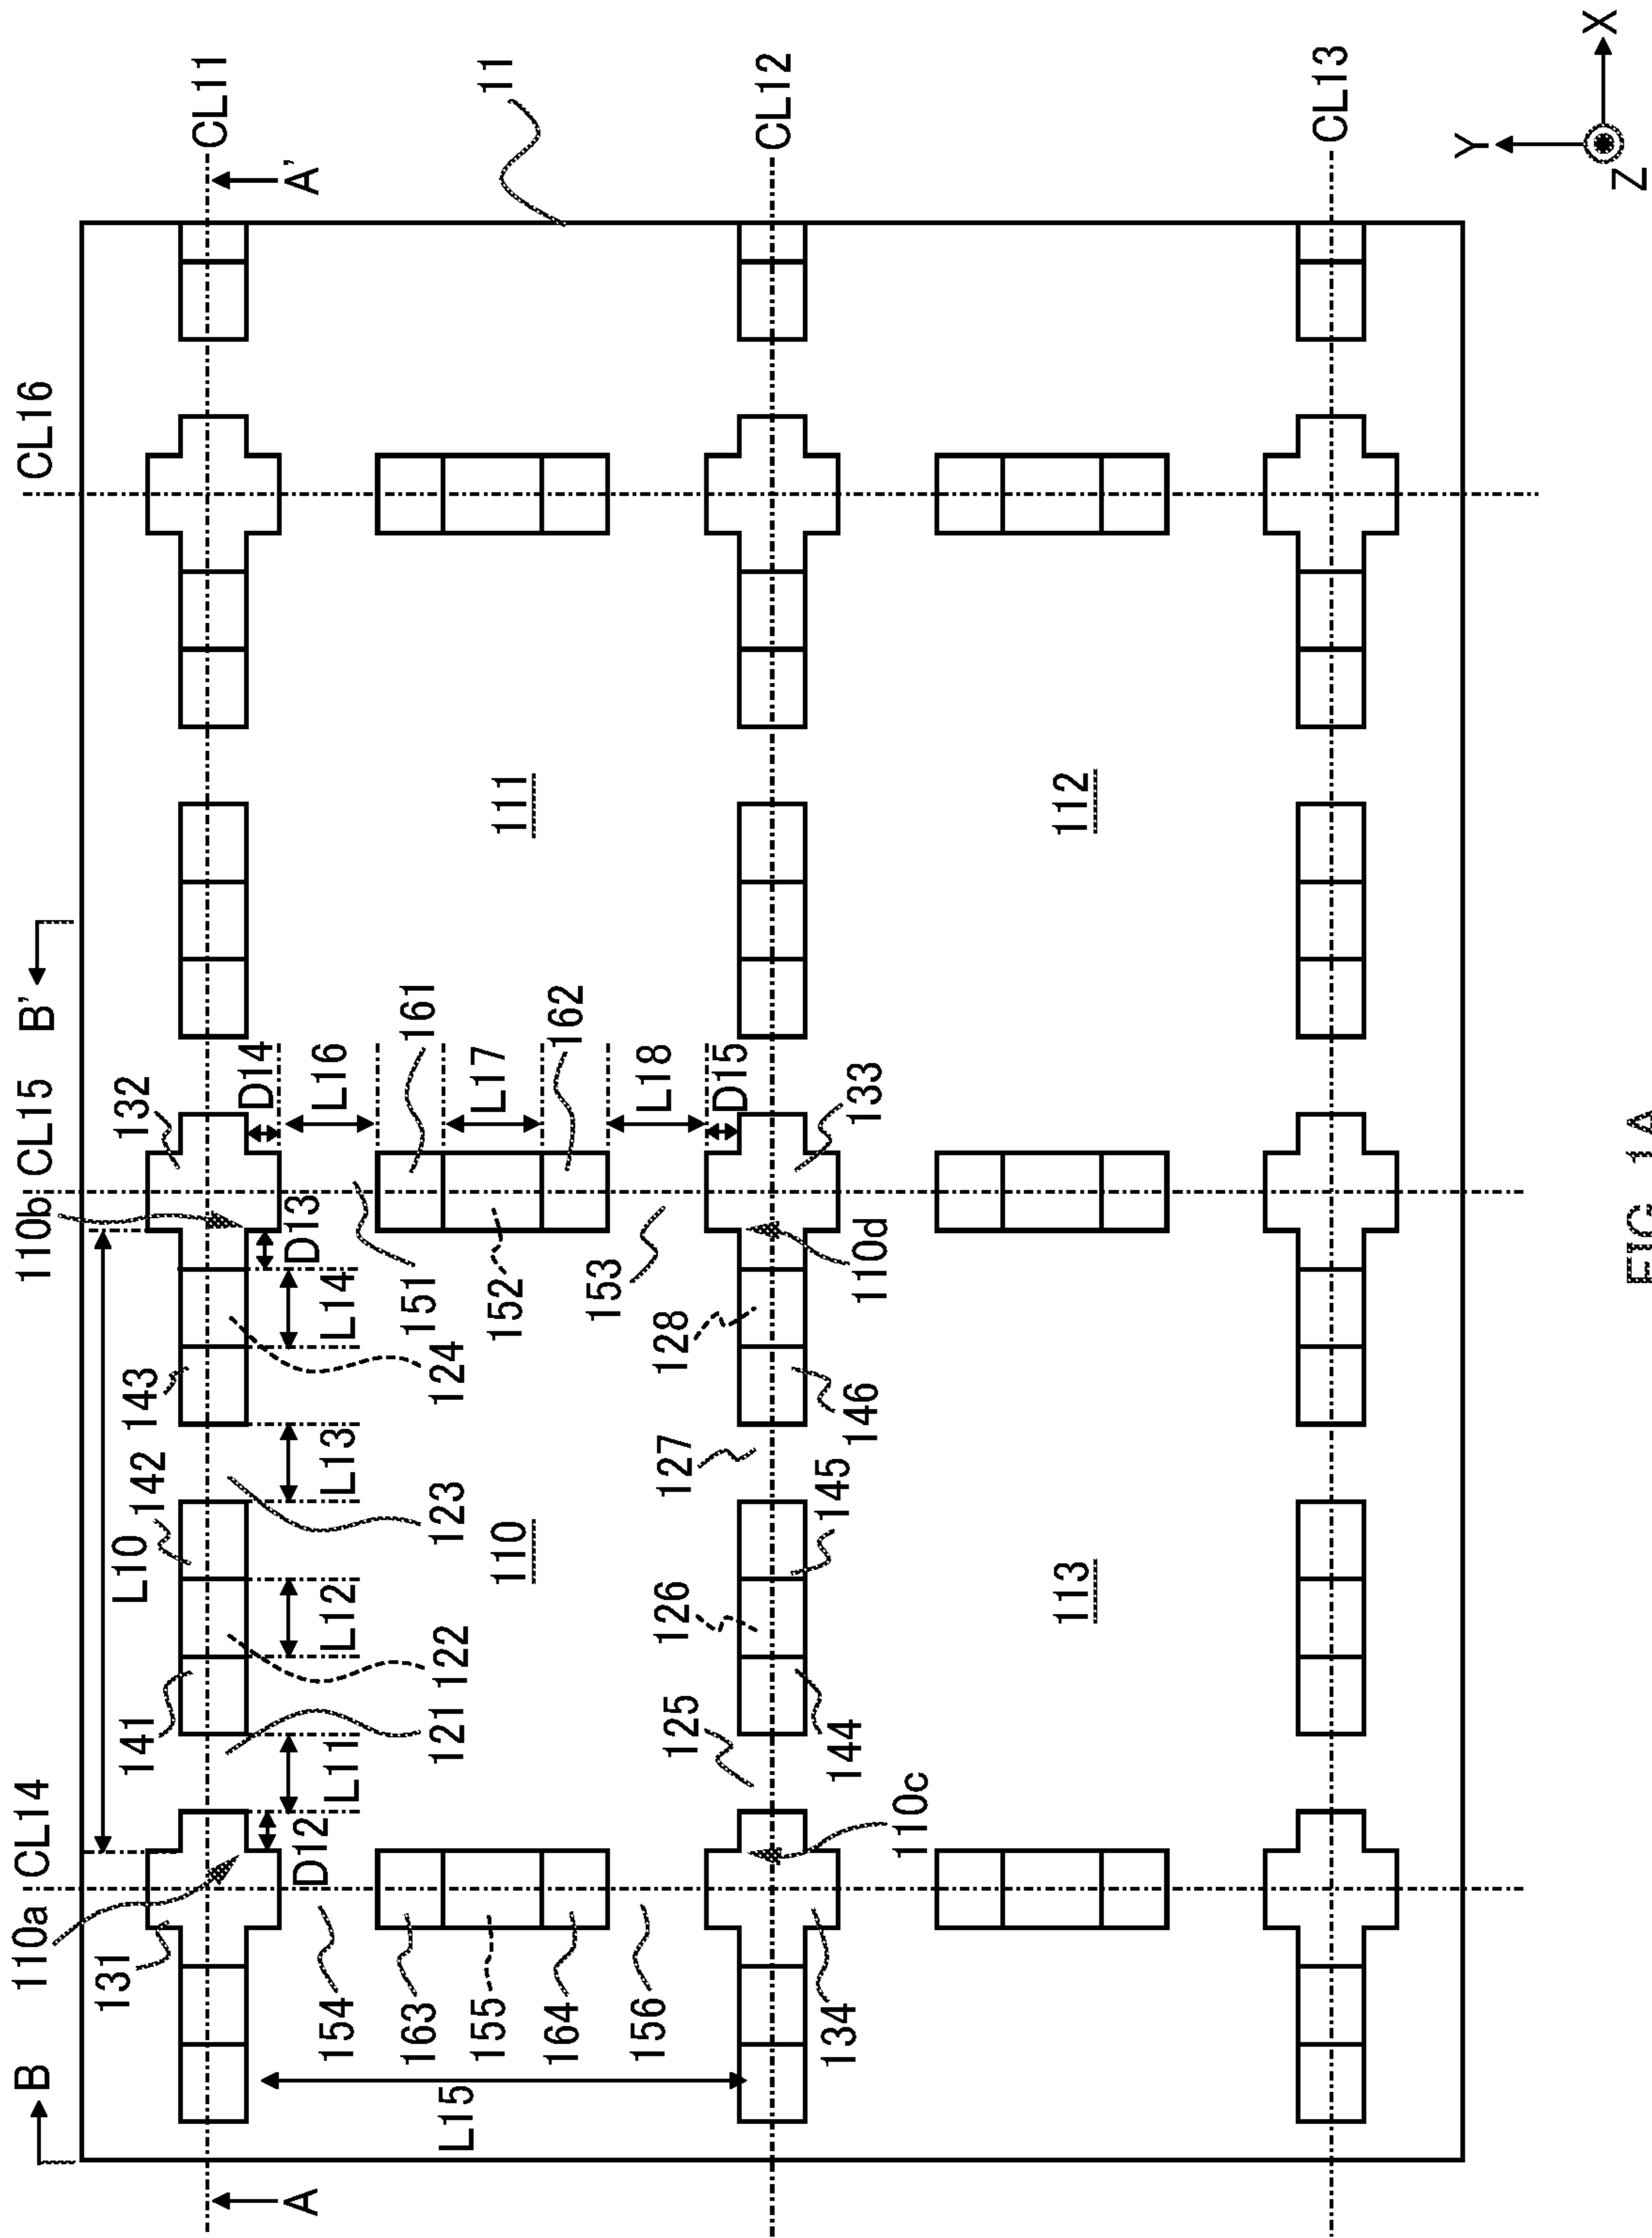 B
110a
CL14
110b
CL15
B'
CL16
131
141
L10
142
143
132
A
A'
CL11
D12
L11
L12
L13
L14
D13
D14
11
154
121
122
123
124
151
L16
161
163
L15
155
110
152
L17
111
164
153
162
156
125
126
127
128
L18
D15
CL12
134
110c
144
145
146
110d
133
113
112
CL13
Y
X
Z
FIG. 1A